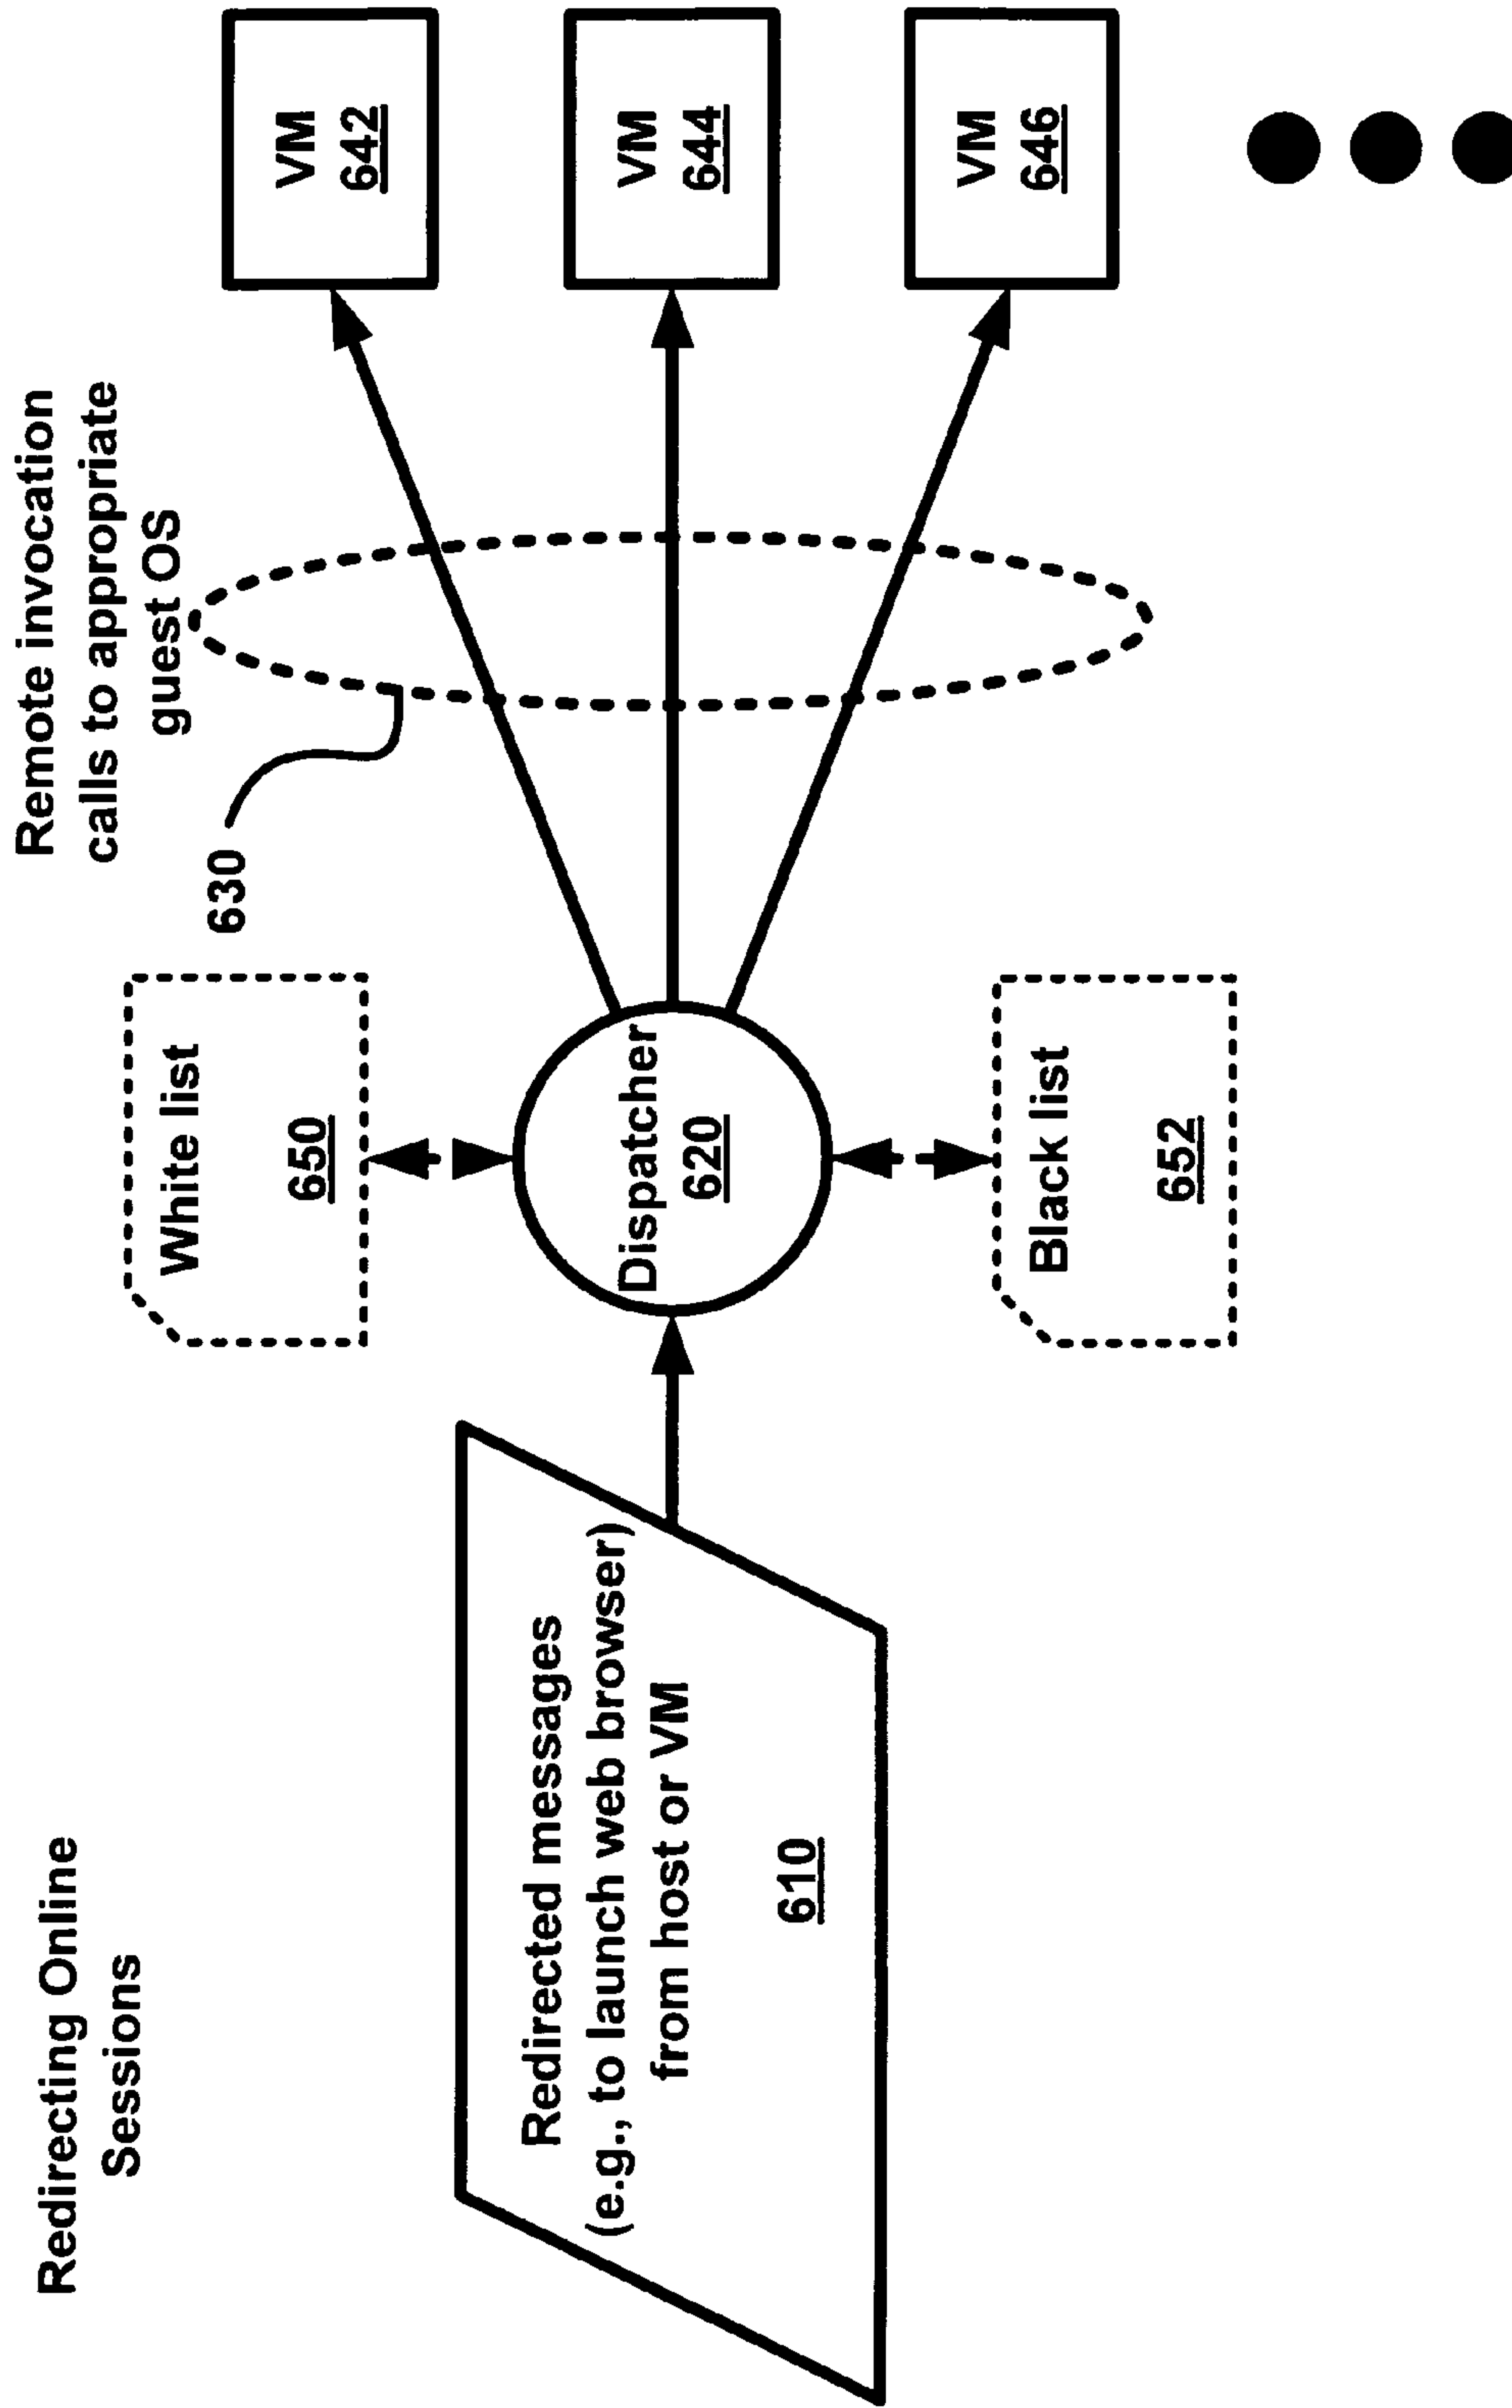 Redirecting Online
Sessions
Redirected messages
(e.g., to launch web browser)
from host or VM
610
White list
650
Dispatcher
620
Black list
652
Remote invocation
calls to appropriate
guest OS
630
VM
642
VM
644
VM
646